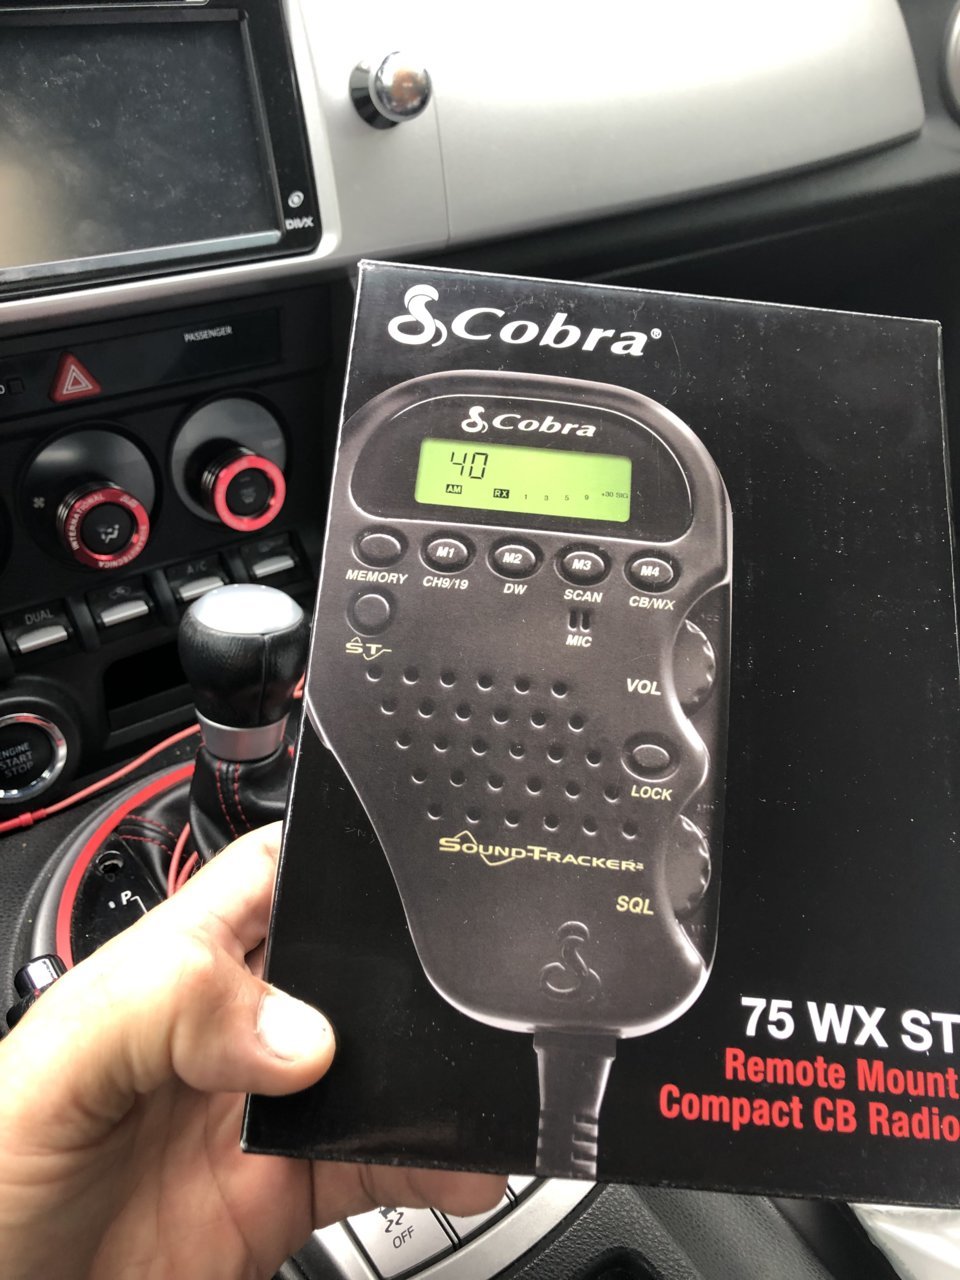 DIVX
PASSENGER
Cobra®
Cobra
40
AM RX 1 3 5 9 +30 SIG
M1 M2 M3 M4
MEMORY CH9/19 DW SCAN CB/WX
MIC
ST
VOL
LOCK
SOUNDTRACKER
SQL
75 WX ST
Remote Mount
Compact CB Radio
INTERNATIONAL
A/C
DUAL
ENGINE
START
STOP
P
OFF